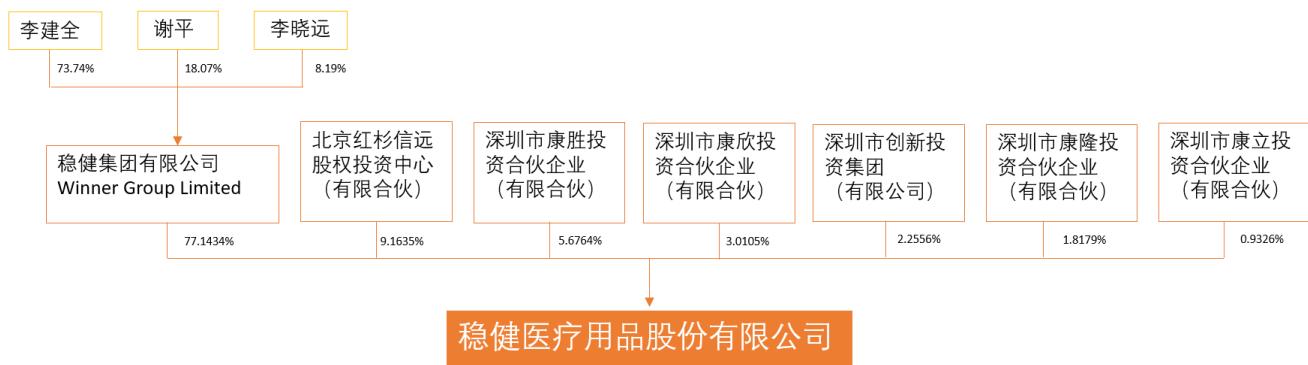 李建全
谢平
李晓远
73.74%
18.07%
8.19%
稳健集团有限公司
Winner Group Limited
北京红杉信远
股权投资中心
（有限合伙）
深圳市康胜投
资合伙企业
（有限合伙）
深圳市康欣投
资合伙企业
（有限合伙）
深圳市创新投
资集团
（有限公司）
深圳市康隆投
资合伙企业
（有限合伙）
深圳市康立投
资合伙企业
（有限合伙）
77.1434%
9.1635%
5.6764%
3.0105%
2.2556%
1.8179%
0.9326%
稳健医疗用品股份有限公司